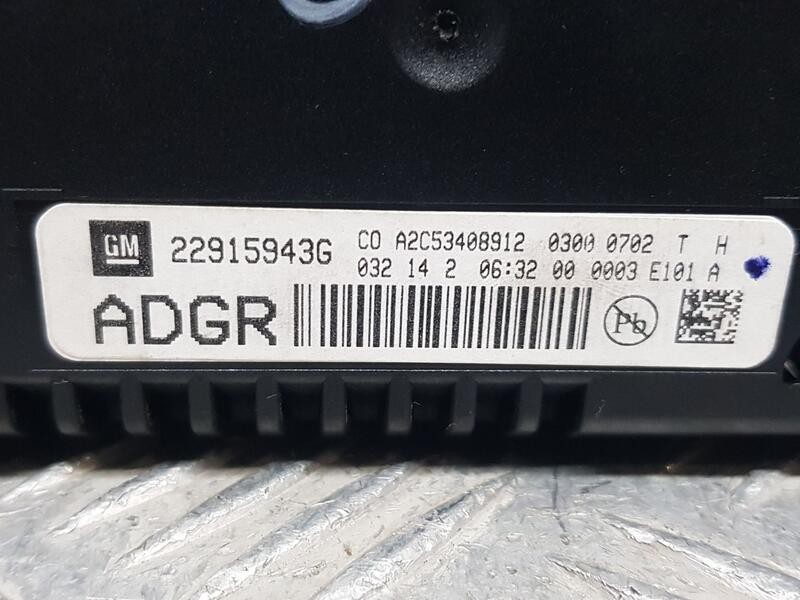 GM 22915943G CO A2C53408912 0300 0702 T H
032 14 2 06:32 00 0003 E101 A
ADGR Pb